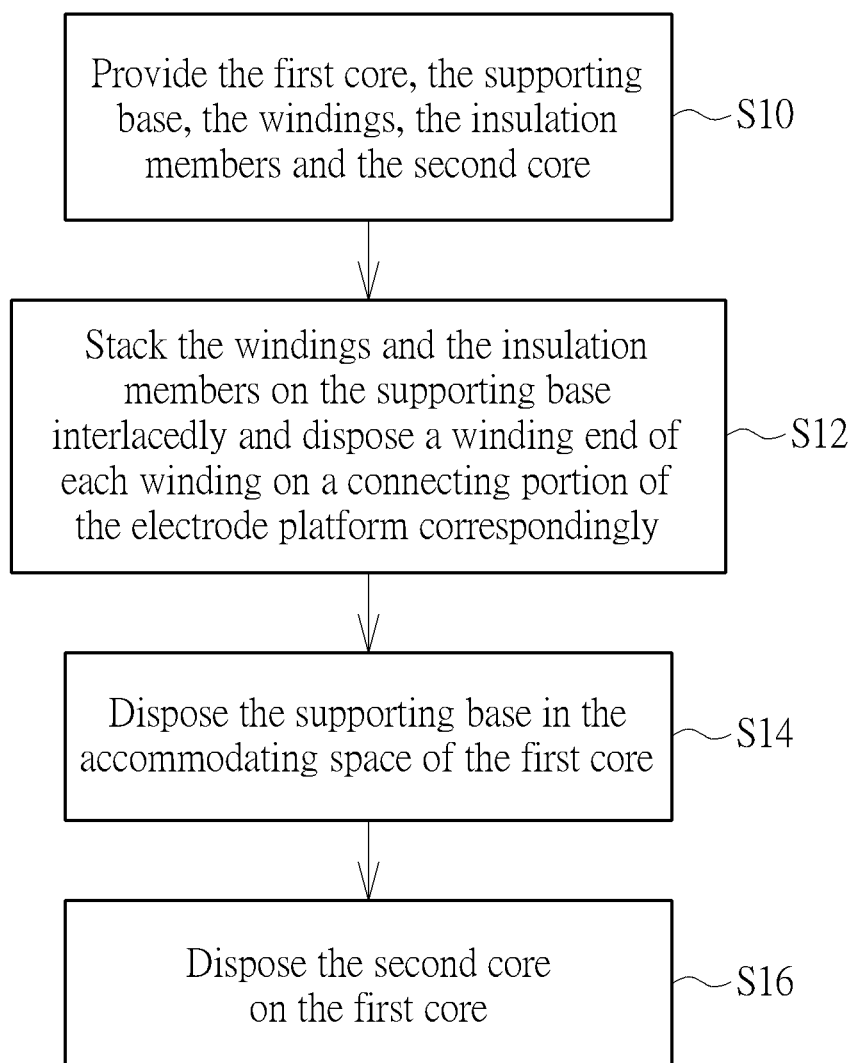 Provide the first core, the supporting
base, the windings, the insulation
members and the second core
S10
Stack the windings and the insulation
members on the supporting base
interlacedly and dispose a winding end of
each winding on a connecting portion of
the electrode platform correspondingly
S12
Dispose the supporting base in the
accommodating space of the first core
S14
Dispose the second core
on the first core
S16